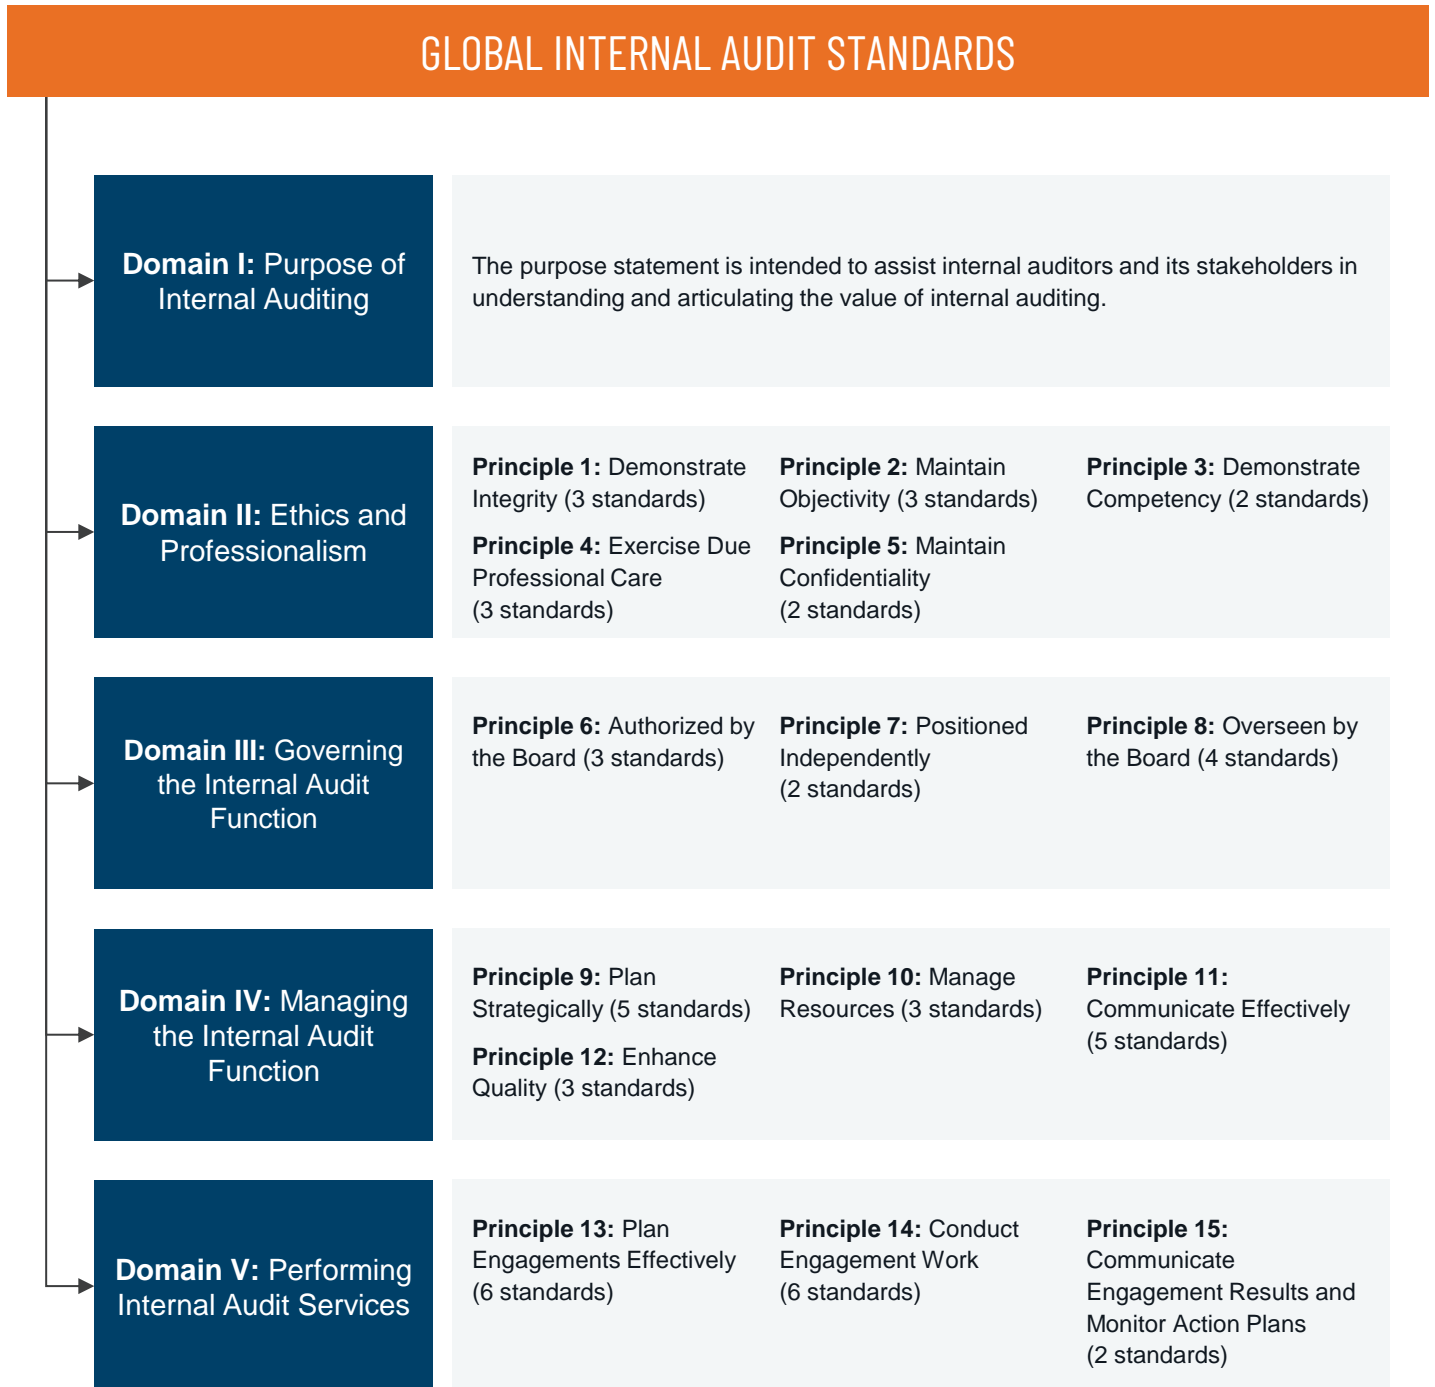 GLOBAL INTERNAL AUDIT STANDARDS
Domain I: Purpose of
Internal Auditing
The purpose statement is intended to assist internal auditors and its stakeholders in
understanding and articulating the value of internal auditing.
Domain II: Ethics and
Professionalism
Principle 1: Demonstrate
Integrity (3 standards)
Principle 2: Maintain
Objectivity (3 standards)
Principle 3: Demonstrate
Competency (2 standards)
Principle 4: Exercise Due
Professional Care
(3 standards)
Principle 5: Maintain
Confidentiality
(2 standards)
Domain III: Governing
the Internal Audit
Function
Principle 6: Authorized by
the Board (3 standards)
Principle 7: Positioned
Independently
(2 standards)
Principle 8: Overseen by
the Board (4 standards)
Domain IV: Managing
the Internal Audit
Function
Principle 9: Plan
Strategically (5 standards)
Principle 10: Manage
Resources (3 standards)
Principle 11:
Communicate Effectively
(5 standards)
Principle 12: Enhance
Quality (3 standards)
Domain V: Performing
Internal Audit Services
Principle 13: Plan
Engagements Effectively
(6 standards)
Principle 14: Conduct
Engagement Work
(6 standards)
Principle 15:
Communicate
Engagement Results and
Monitor Action Plans
(2 standards)